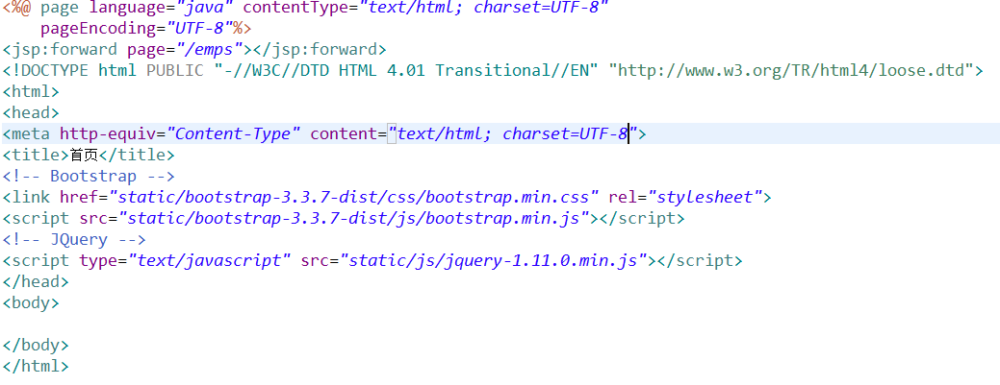 <%@ page language="java" contentType="text/html; charset=UTF-8"
    pageEncoding="UTF-8"%>
<jsp:forward page="/emps"></jsp:forward>
<!DOCTYPE html PUBLIC "-//W3C//DTD HTML 4.01 Transitional//EN" "http://www.w3.org/TR/html4/loose.dtd">
<html>
<head>
<meta http-equiv="Content-Type" content="text/html; charset=UTF-8">
<title>首页</title>
<!-- Bootstrap -->
<link href="static/bootstrap-3.3.7-dist/css/bootstrap.min.css" rel="stylesheet">
<script src="static/bootstrap-3.3.7-dist/js/bootstrap.min.js"></script>
<!-- JQuery -->
<script type="text/javascript" src="static/js/jquery-1.11.0.min.js"></script>
</head>
<body>

</body>
</html>